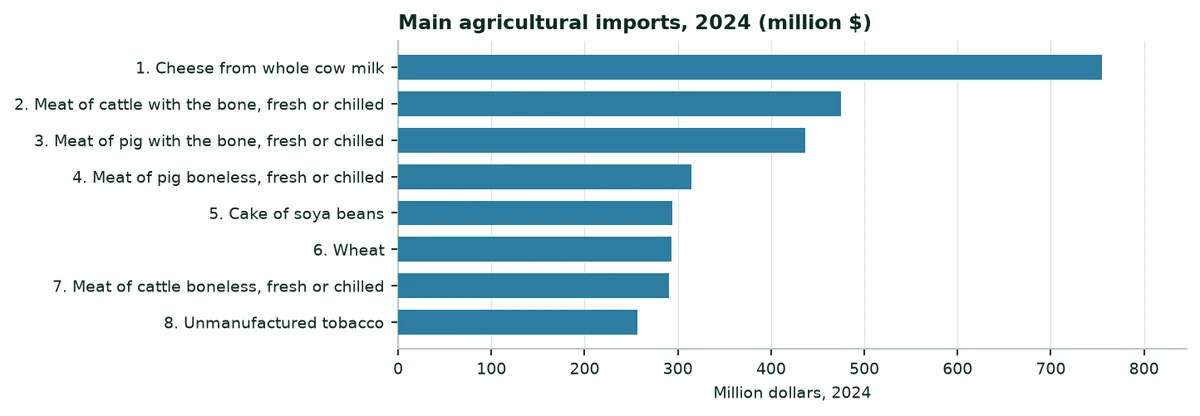 Main agricultural imports, 2024 (million $)
1. Cheese from whole cow milk
2. Meat of cattle with the bone, fresh or chilled
3. Meat of pig with the bone, fresh or chilled
4. Meat of pig boneless, fresh or chilled
5. Cake of soya beans
6. Wheat
7. Meat of cattle boneless, fresh or chilled
8. Unmanufactured tobacco
0 100 200 300 400 500 600 700 800
Million dollars, 2024